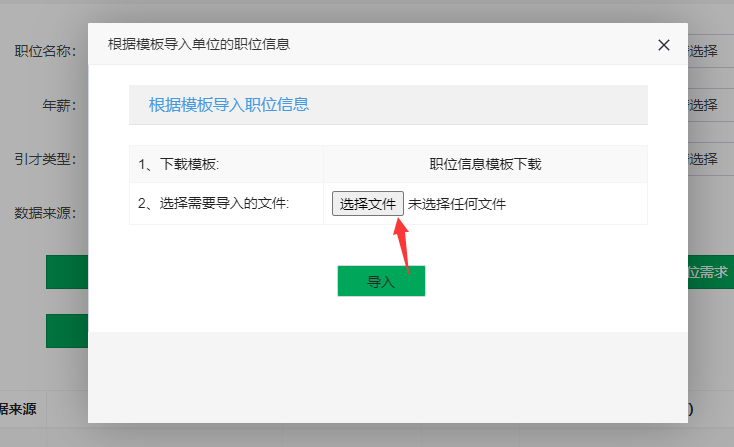 根据模板导入单位的职位信息
职位名称:
选择
年薪:
选择
引才类型:
选择
数据来源:
根据模板导入职位信息
1、下载模板:
职位信息模板下载
2、选择需要导入的文件:
选择文件 未选择任何文件
导入
位需求
据来源
)